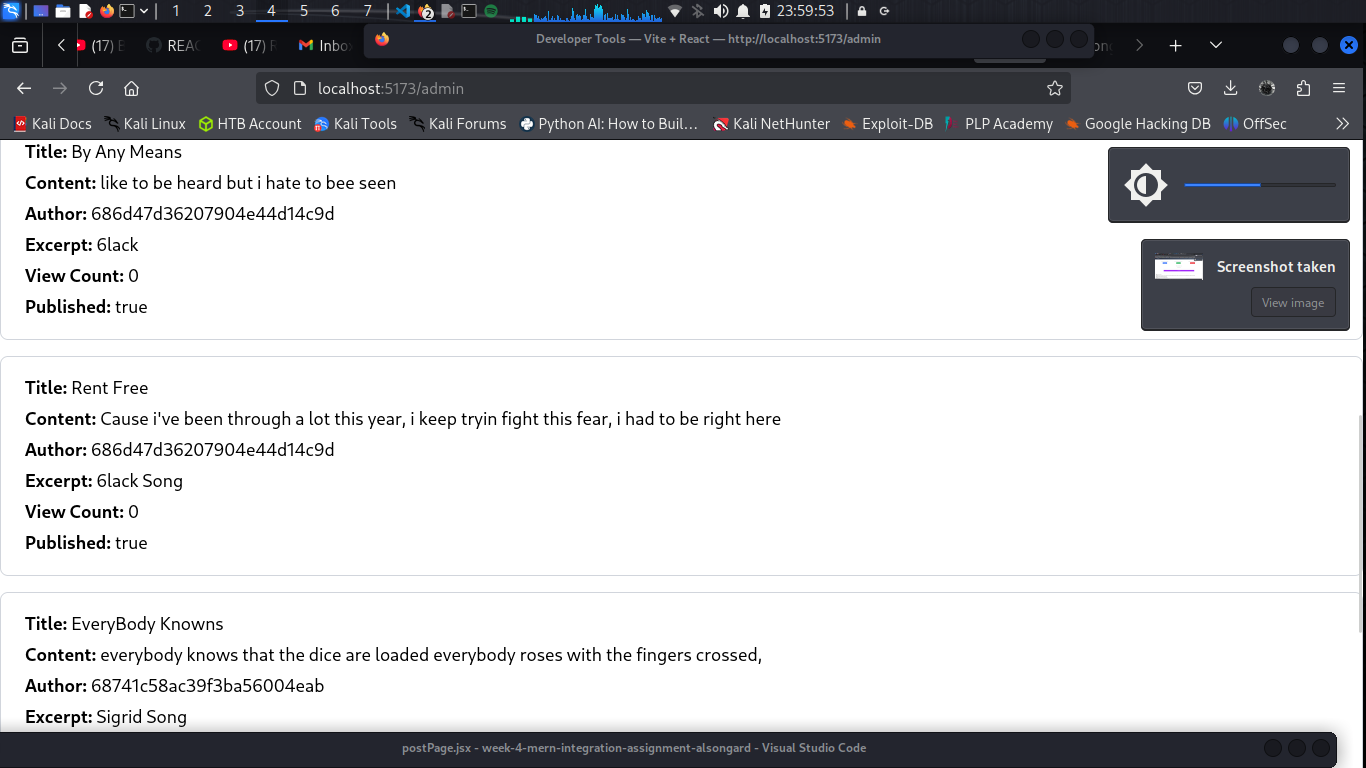 1 2 3 4 5 6 7 2 23:59:53
(17) E REAC (17) F Inbo Developer Tools — Vite + React — http://localhost:5173/admin
localhost:5173/admin
Kali Docs Kali Linux HTB Account Kali Tools Kali Forums Python AI: How to Buil… Kali NetHunter Exploit-DB PLP Academy Google Hacking DB OffSec
Title: By Any Means
Content: like to be heard but i hate to bee seen
Author: 686d47d36207904e44d14c9d
Excerpt: 6lack
View Count: 0
Published: true
Screenshot taken
View image
Title: Rent Free
Content: Cause i've been through a lot this year, i keep tryin fight this fear, i had to be right here
Author: 686d47d36207904e44d14c9d
Excerpt: 6lack Song
View Count: 0
Published: true
Title: EveryBody Knowns
Content: everybody knows that the dice are loaded everybody roses with the fingers crossed,
Author: 68741c58ac39f3ba56004eab
Excerpt: Sigrid Song
postPage.jsx - week-4-mern-integration-assignment-alsongard - Visual Studio Code